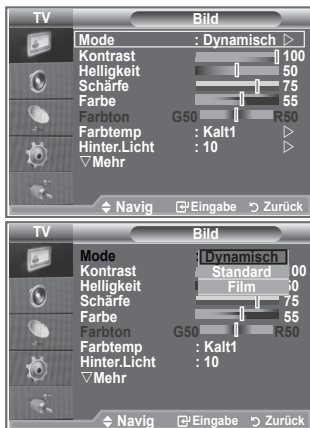 TV Bild
Mode : Dynamisch ▷
Kontrast 100
Helligkeit 50
Schärfe 75
Farbe 55
Farbton G50 R50
Farbtemp : Kalt1 ▷
Hinter.Licht : 10 ▷
▽Mehr
Navig Eingabe Zurück
TV Bild
Mode : Dynamisch
Kontrast Standard 00
Helligkeit Film 50
Schärfe 75
Farbe 55
Farbton G50 R50
Farbtemp : Kalt1
Hinter.Licht : 10
▽Mehr
Navig Eingabe Zurück